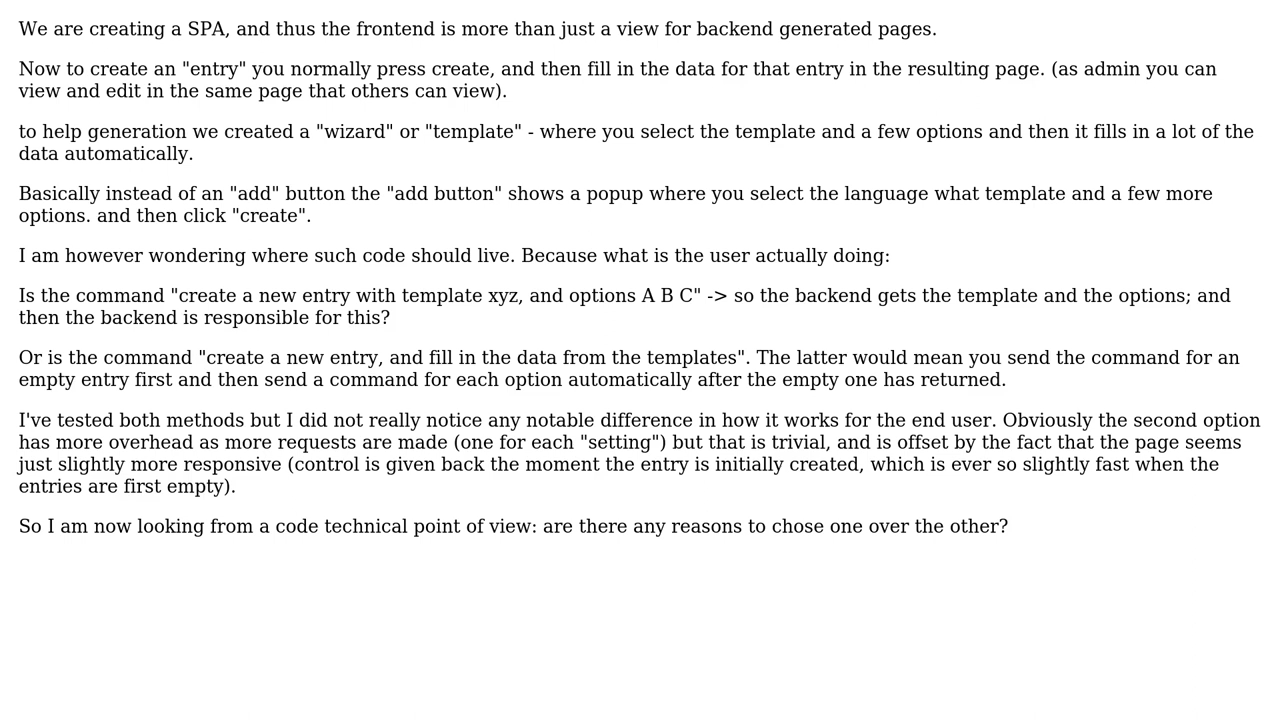 We are creating a SPA, and thus the frontend is more than just a view for backend generated pages.
Now to create an "entry" you normally press create, and then fill in the data for that entry in the resulting page. (as admin you can
view and edit in the same page that others can view).
to help generation we created a "wizard" or "template" - where you select the template and a few options and then it fills in a lot of the
data automatically.
Basically instead of an "add" button the "add button" shows a popup where you select the language what template and a few more
options. and then click "create".
I am however wondering where such code should live. Because what is the user actually doing:
Is the command "create a new entry with template xyz, and options A B C" -> so the backend gets the template and the options; and
then the backend is responsible for this?
Or is the command "create a new entry, and fill in the data from the templates". The latter would mean you send the command for an
empty entry first and then send a command for each option automatically after the empty one has returned.
I've tested both methods but I did not really notice any notable difference in how it works for the end user. Obviously the second option
has more overhead as more requests are made (one for each "setting") but that is trivial, and is offset by the fact that the page seems
just slightly more responsive (control is given back the moment the entry is initially created, which is ever so slightly fast when the
entries are first empty).
So I am now looking from a code technical point of view: are there any reasons to chose one over the other?